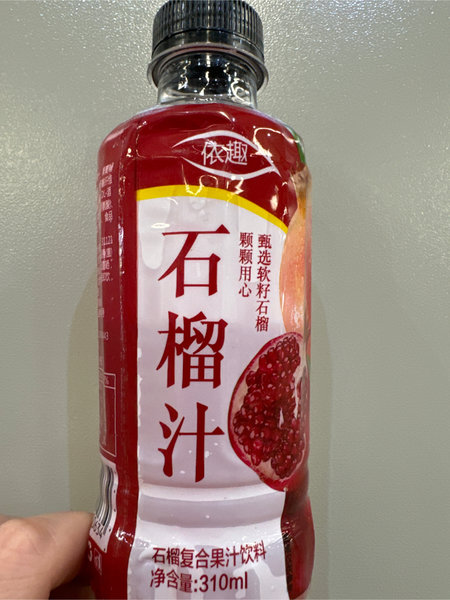 依趣
石榴汁
甄选软籽石榴
颗颗用心
石榴复合果汁饮料
净含量:310ml